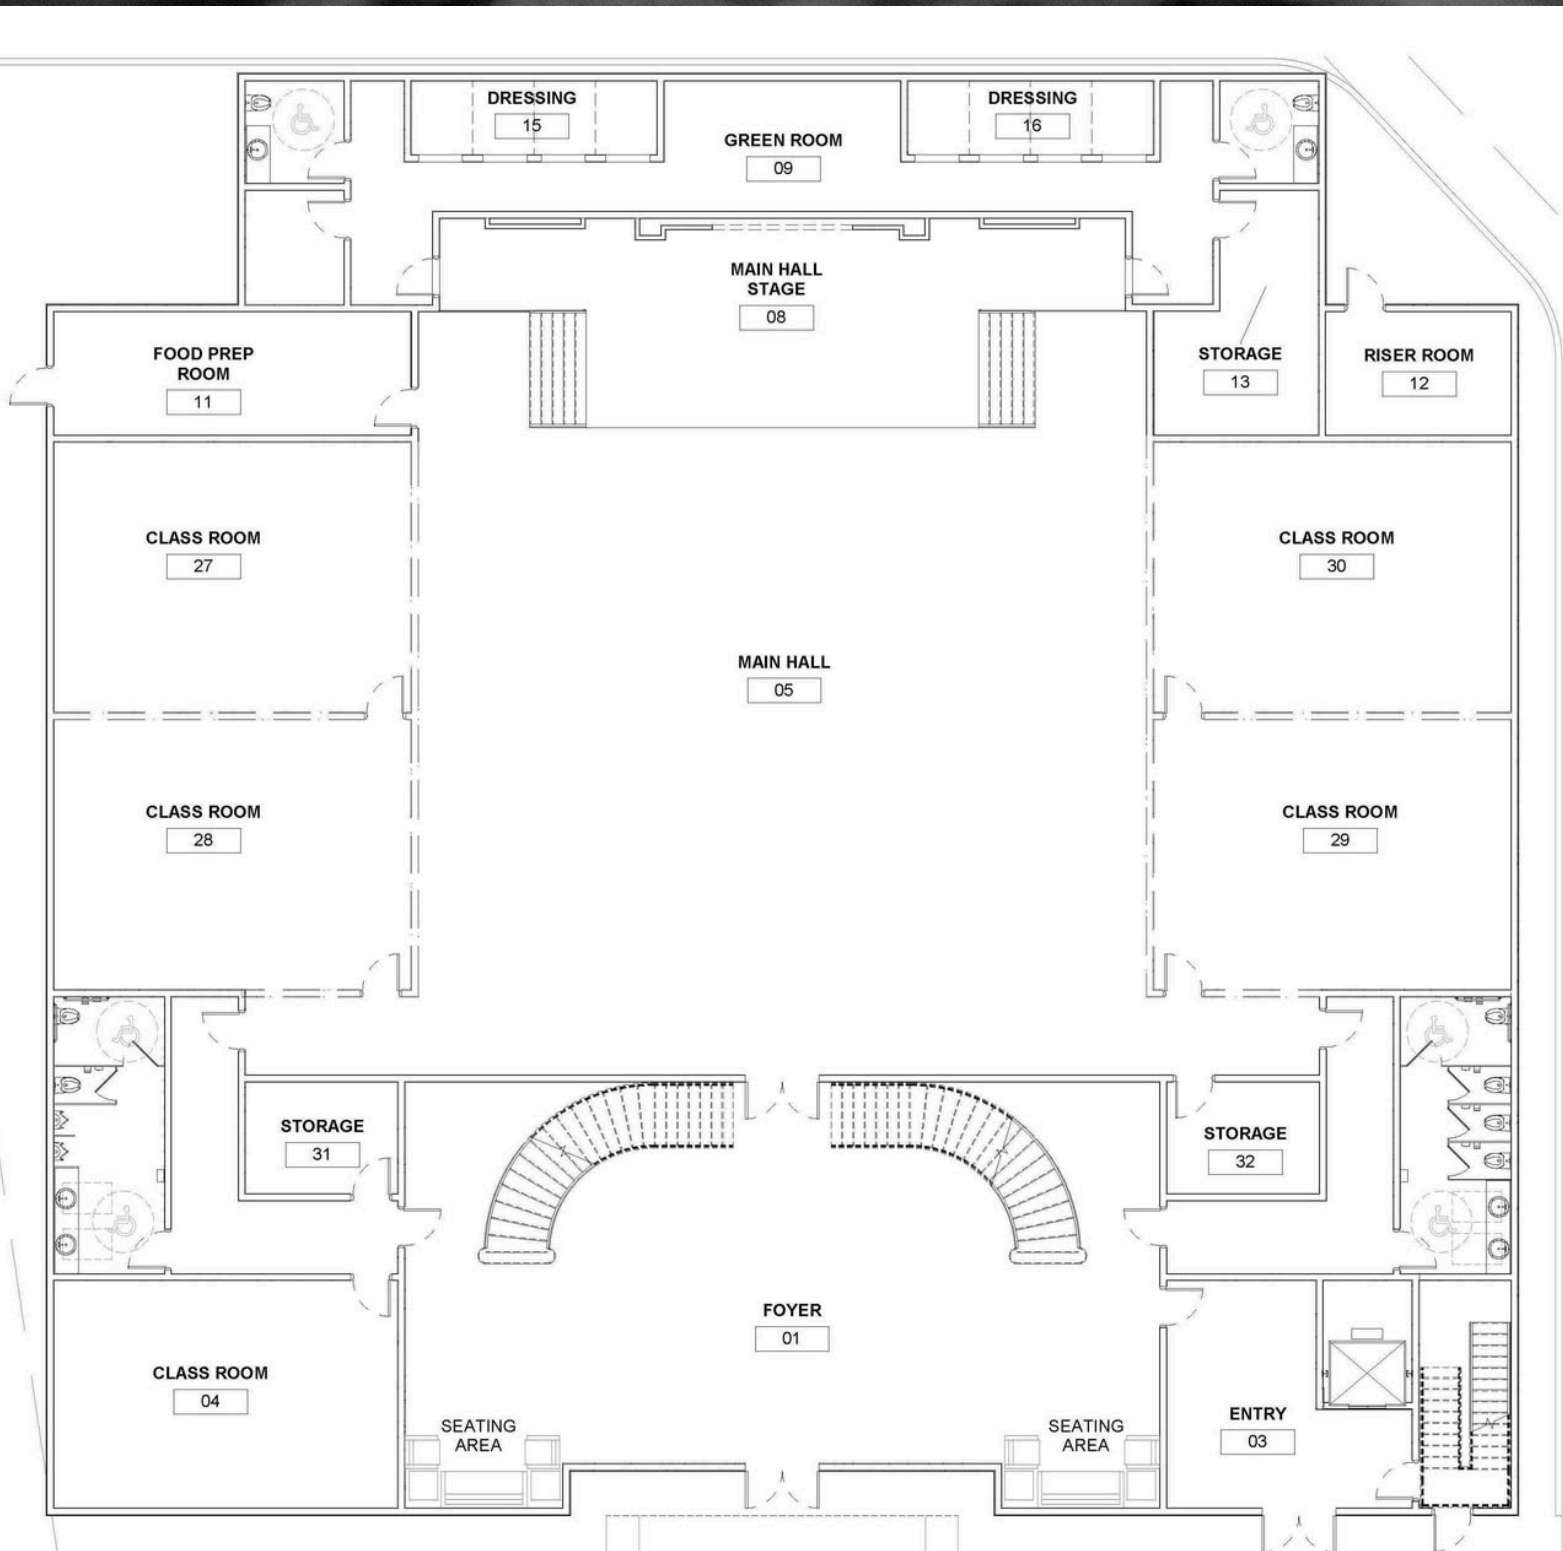 DRESSING
15
DRESSING
16
GREEN ROOM
09
MAIN HALL
STAGE
08
FOOD PREP
ROOM
11
STORAGE
13
RISER ROOM
12
CLASS ROOM
27
CLASS ROOM
30
MAIN HALL
05
CLASS ROOM
28
CLASS ROOM
29
STORAGE
31
STORAGE
32
FOYER
01
CLASS ROOM
04
SEATING
AREA
SEATING
AREA
ENTRY
03